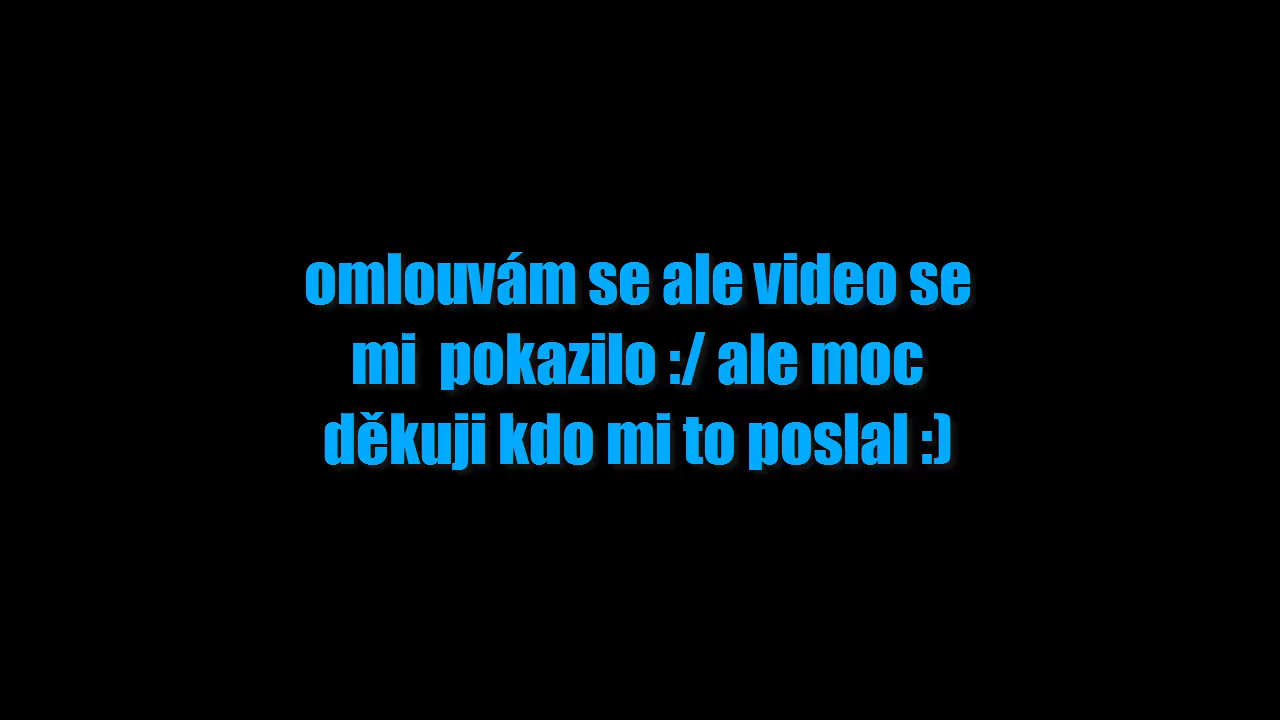 omlouvám se ale video se
mi  pokazilo :/ ale moc
děkuji kdo mi to poslal :)